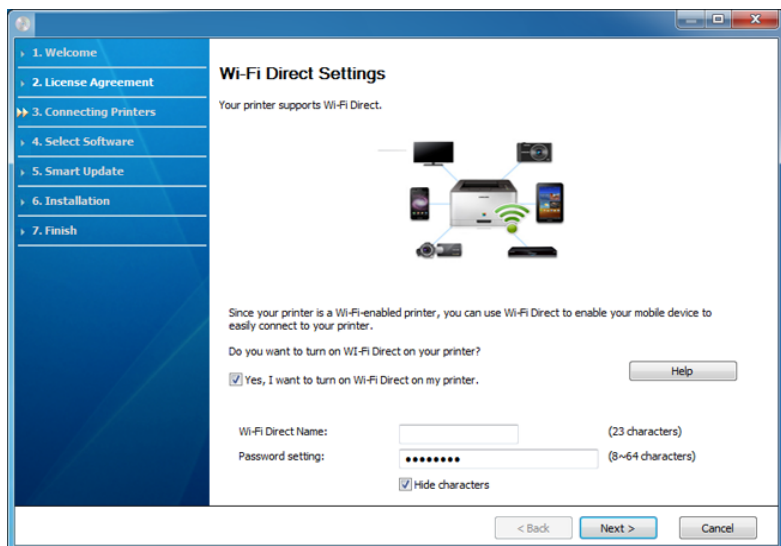 1. Welcome
2. License Agreement
3. Connecting Printers
4. Select Software
5. Smart Update
6. Installation
7. Finish
Wi-Fi Direct Settings
Your printer supports Wi-Fi Direct.
Since your printer is a Wi-Fi-enabled printer, you can use Wi-Fi Direct to enable your mobile device to
easily connect to your printer.
Do you want to turn on WI-Fi Direct on your printer?
Yes, I want to turn on Wi-Fi Direct on my printer.
Help
Wi-Fi Direct Name: (23 characters)
Password setting: •••••••• (8~64 characters)
Hide characters
< Back Next > Cancel